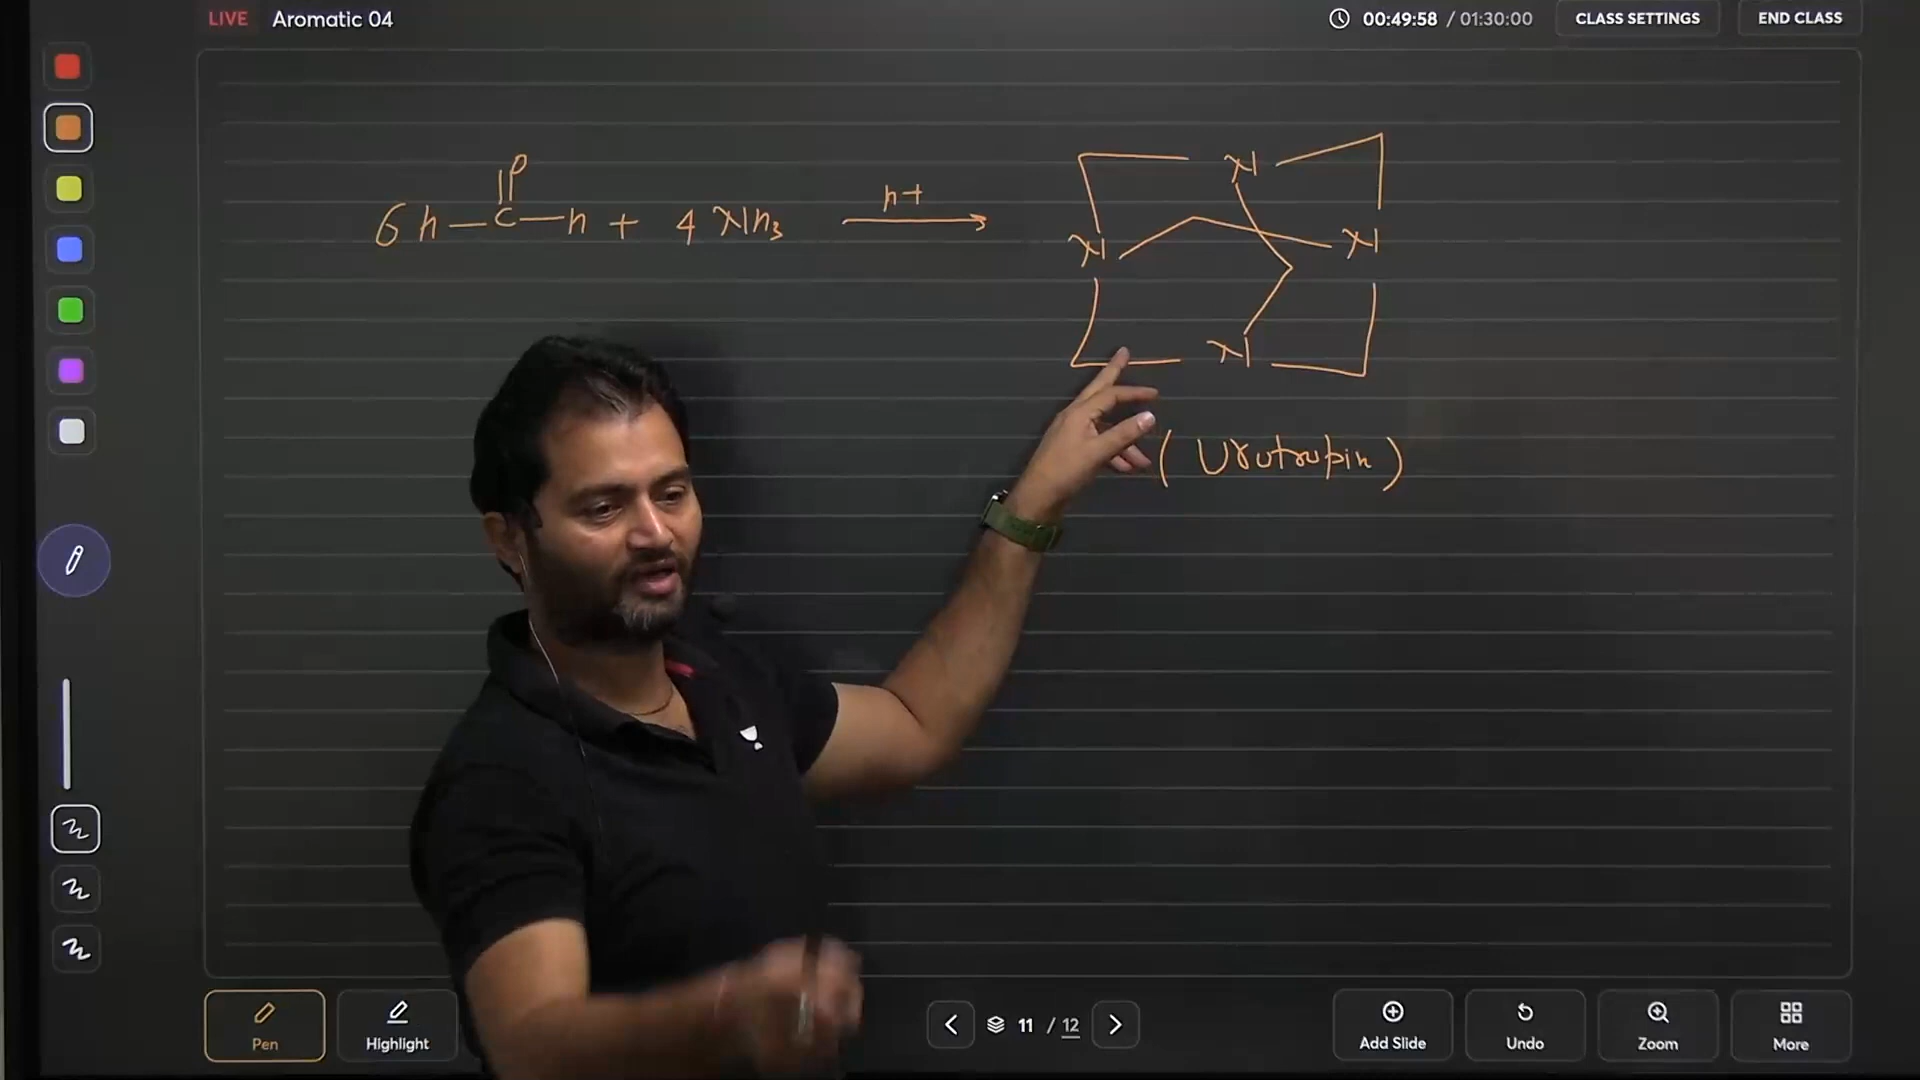 LIVE Aromatic 04
00:49:58 / 01:30:00
CLASS SETTINGS
END CLASS
O
6 H—C—H + 4 NH3 H+
N
N N
N
(Urutrupin)
Pen
Highlight
11 / 12
Add Slide
Undo
Zoom
More